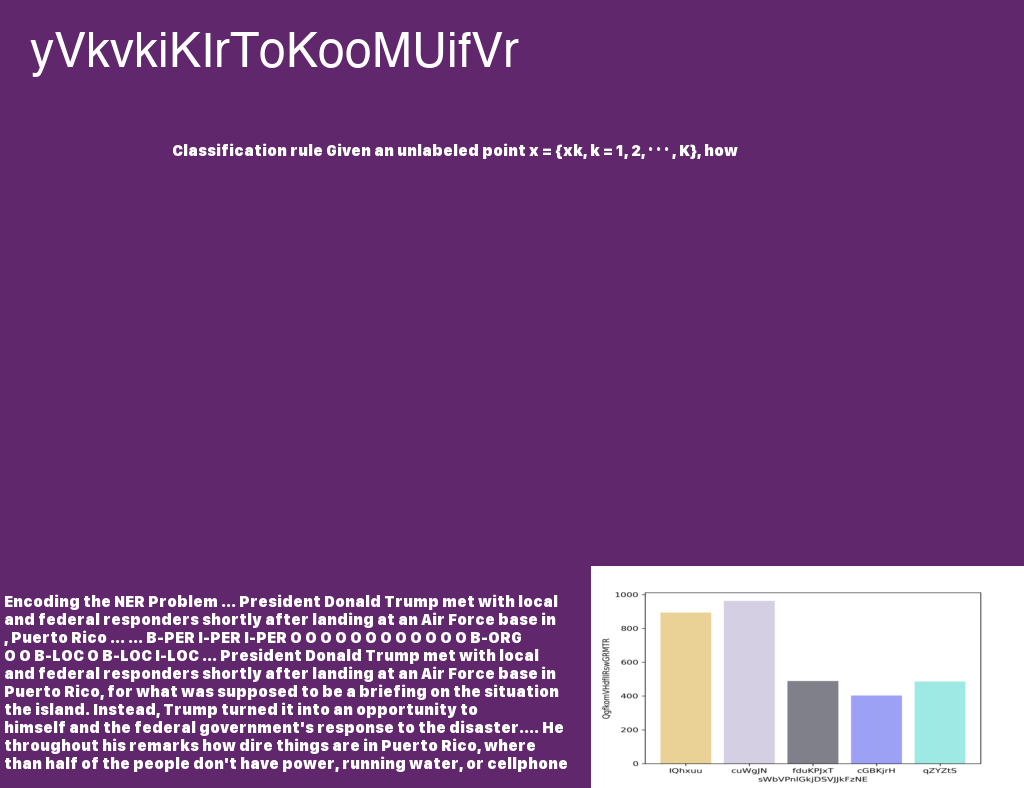 yVkvkiKIrToKooMUifVr
Classification rule Given an unlabeled point x = {xk, k = 1, 2, · · · , K}, how
Encoding the NER Problem ... President Donald Trump met with local
and federal responders shortly after landing at an Air Force base in
, Puerto Rico ... ... B-PER I-PER I-PER O O O O O O O O O O O O B-ORG
O O B-LOC O B-LOC I-LOC ... President Donald Trump met with local
and federal responders shortly after landing at an Air Force base in
Puerto Rico, for what was supposed to be a briefing on the situation
the island. Instead, Trump turned it into an opportunity to
himself and the federal government's response to the disaster.... He
throughout his remarks how dire things are in Puerto Rico, where
than half of the people don't have power, running water, or cellphone
1000
800
600
400
200
0
IQhxuu cuWgJN fduKPJxT cGBKjrH qZYZtS